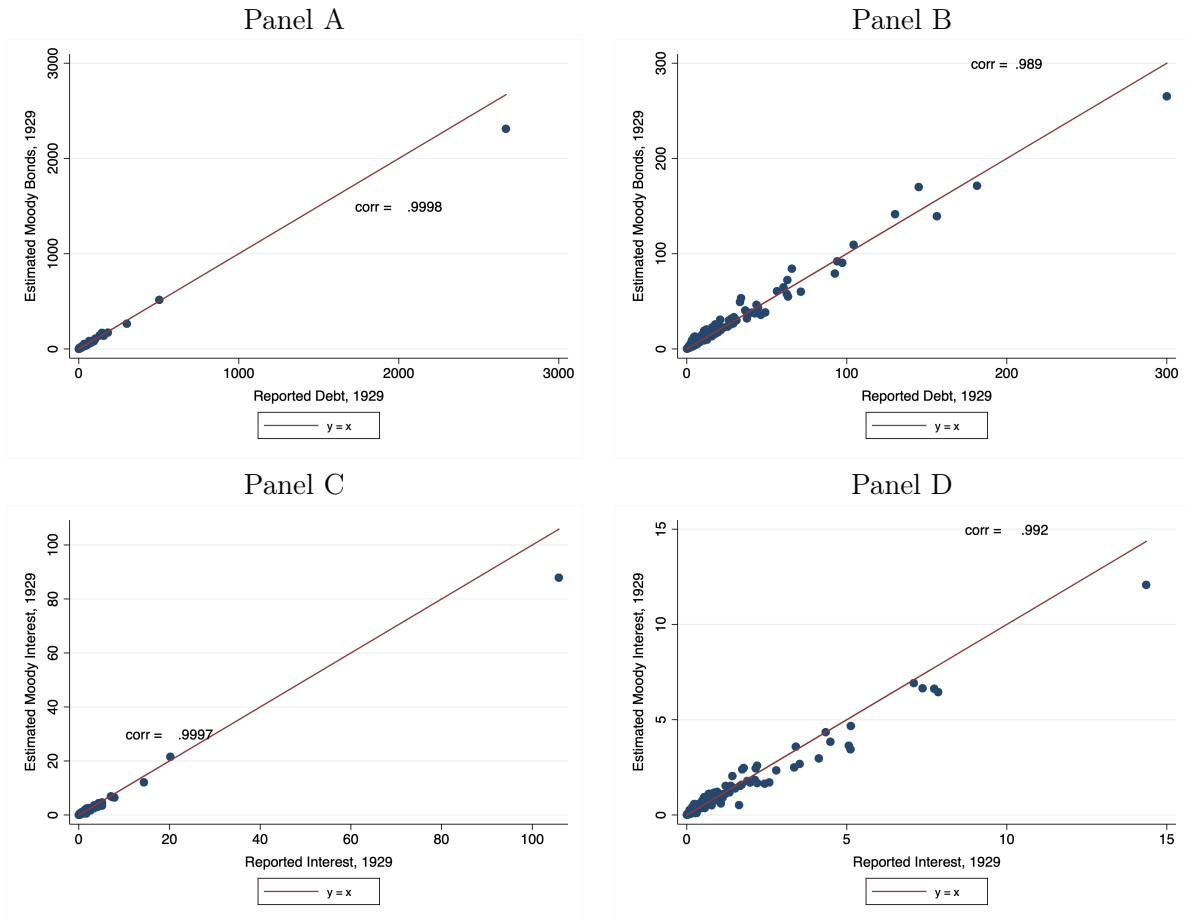 Panel A
Estimated Moody Bonds, 1929
3000
2000
1000
0
corr = .9998
0 1000 2000 3000
Reported Debt, 1929
y = x
Panel B
Estimated Moody Bonds, 1929
300
200
100
0
corr = .989
0 100 200 300
Reported Debt, 1929
y = x
Panel C
Estimated Moody Interest, 1929
100
80
60
40
20
0
corr = .9997
0 20 40 60 80 100
Reported Interest, 1929
y = x
Panel D
Estimated Moody Interest, 1929
15
10
5
0
corr = .992
0 5 10 15
Reported Interest, 1929
y = x